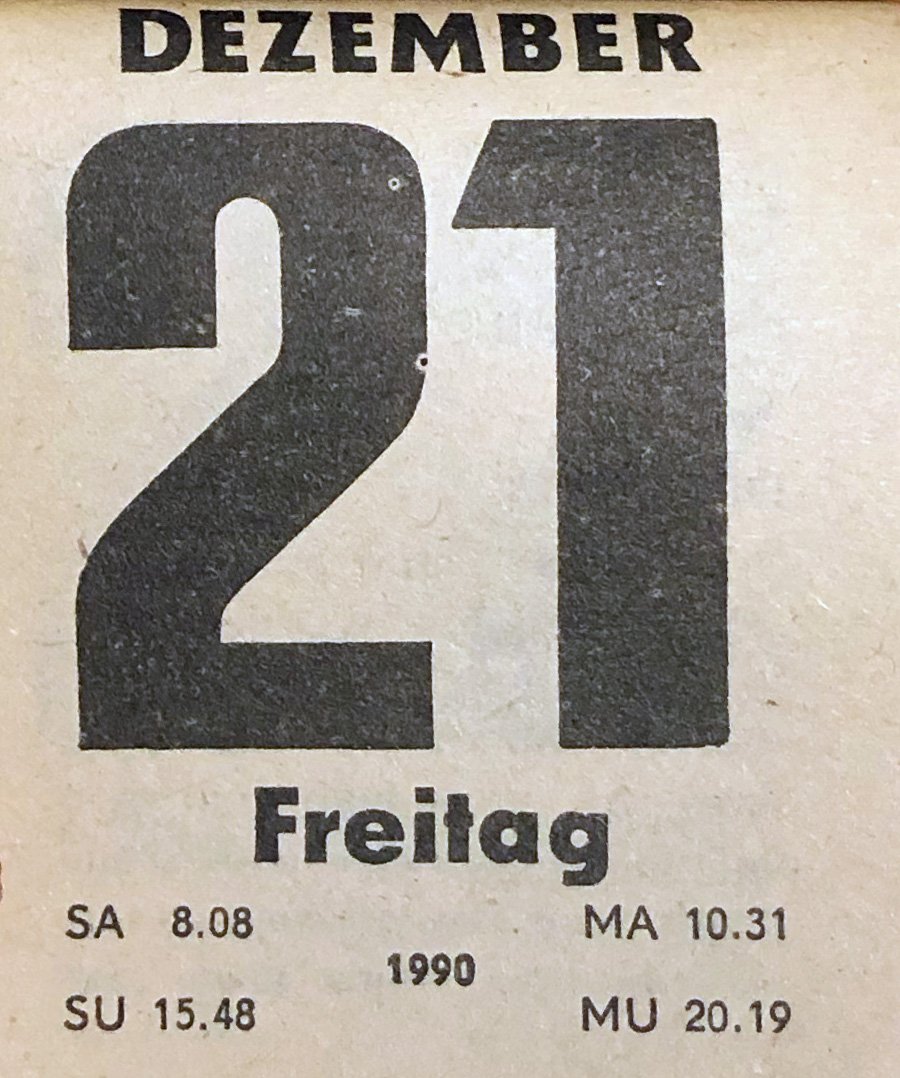 DEZEMBER
21
Freitag
SA 8.08 MA 10.31
1990
SU 15.48 MU 20.19